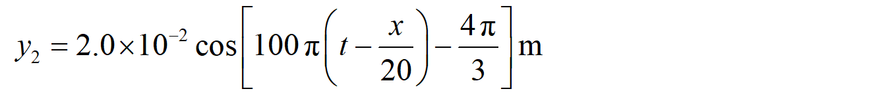 y₂ = 2.0×10⁻² cos[100π(t − x/20) − 4π/3] m